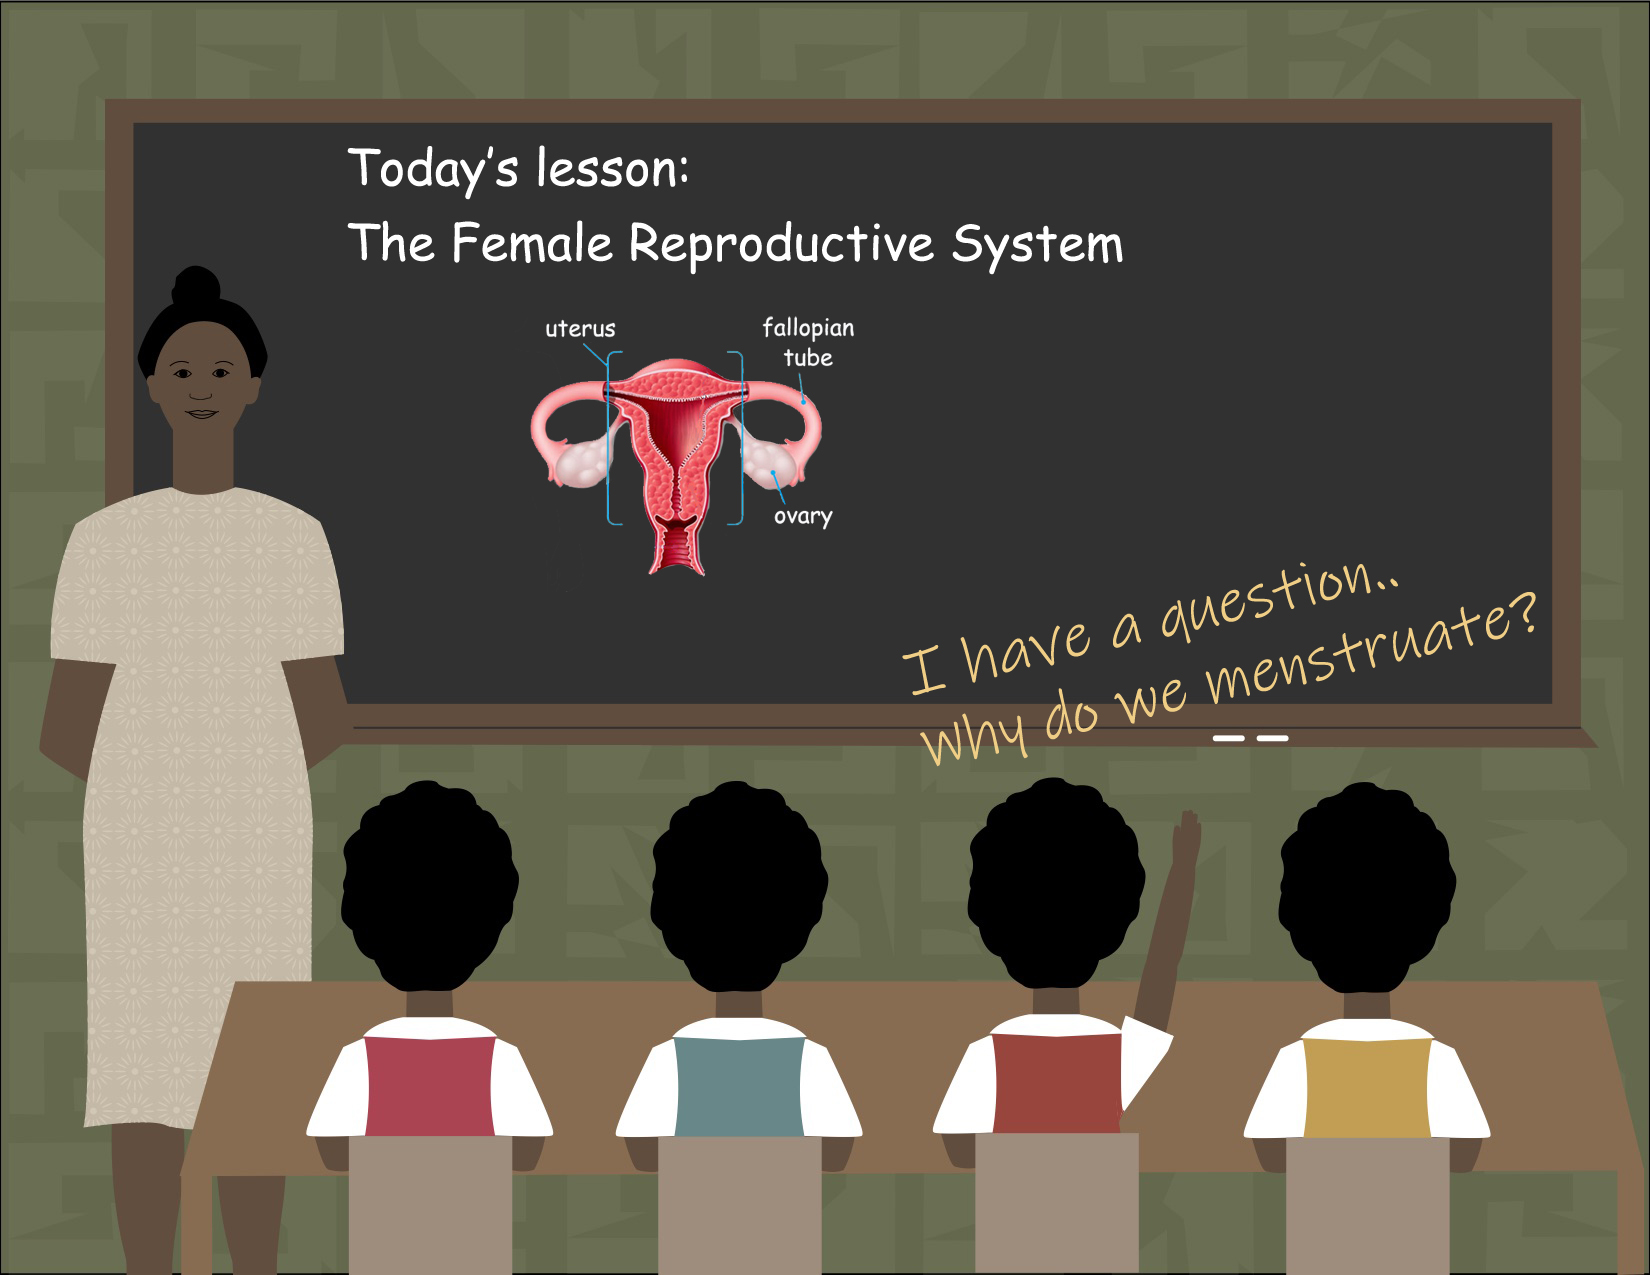 Today's lesson:
The Female Reproductive System
uterus
fallopian
tube
ovary
I have a question..
Why do we menstruate?